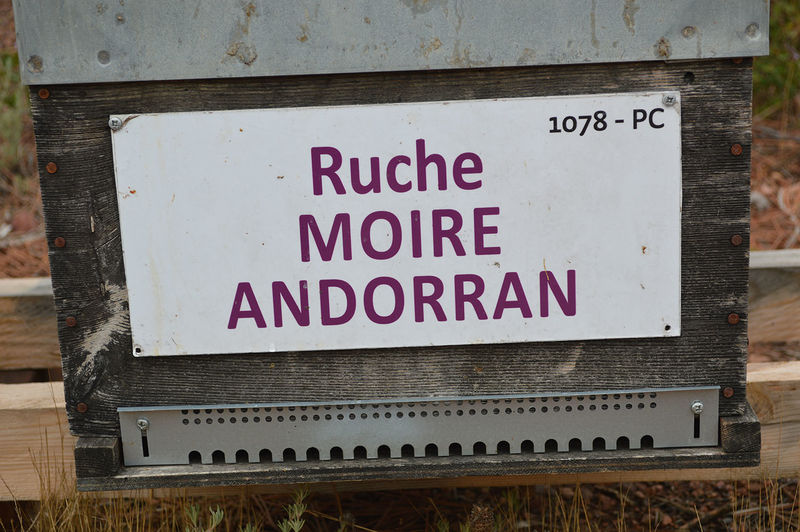 1078 - PC
Ruche
MOIRE
ANDORRAN